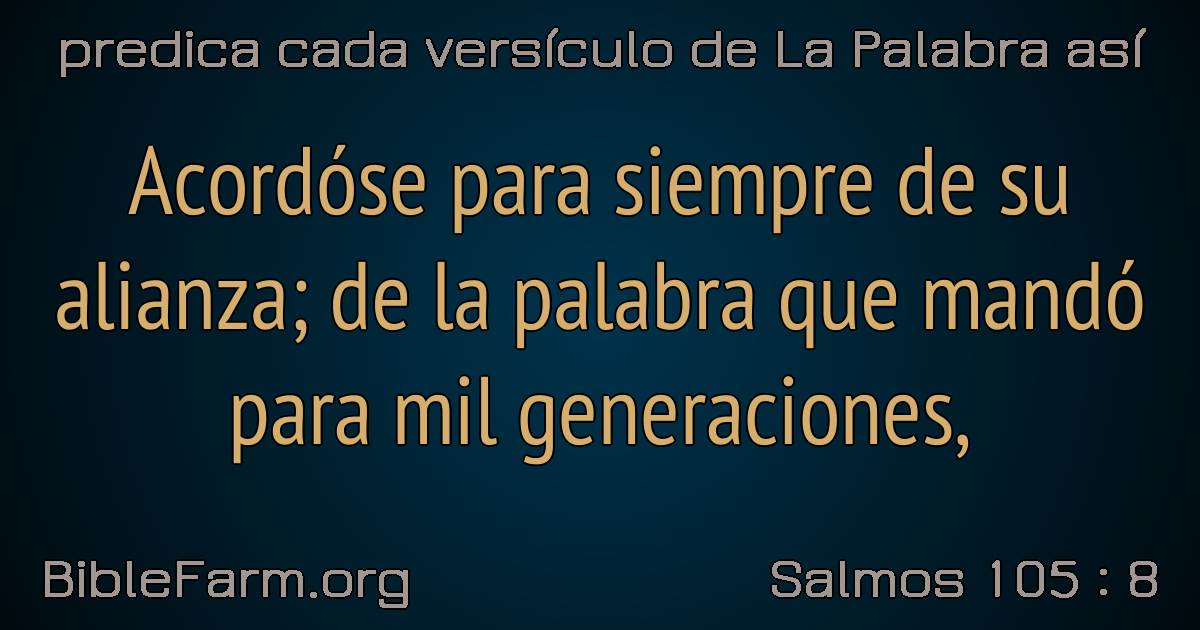 predica cada versículo de La Palabra así
Acordóse para siempre de su
alianza; de la palabra que mandó
para mil generaciones,
BibleFarm.org
Salmos 105 : 8